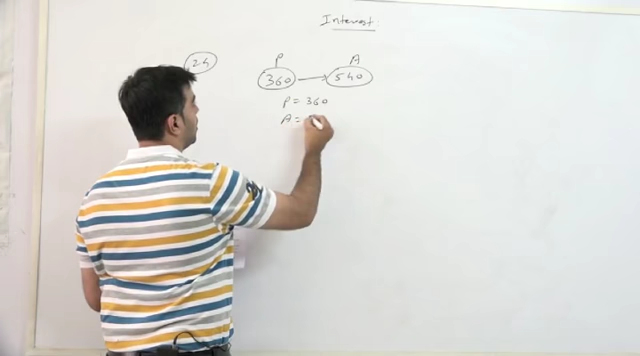 Interest
24
P A
360 → 540
P = 360
A =